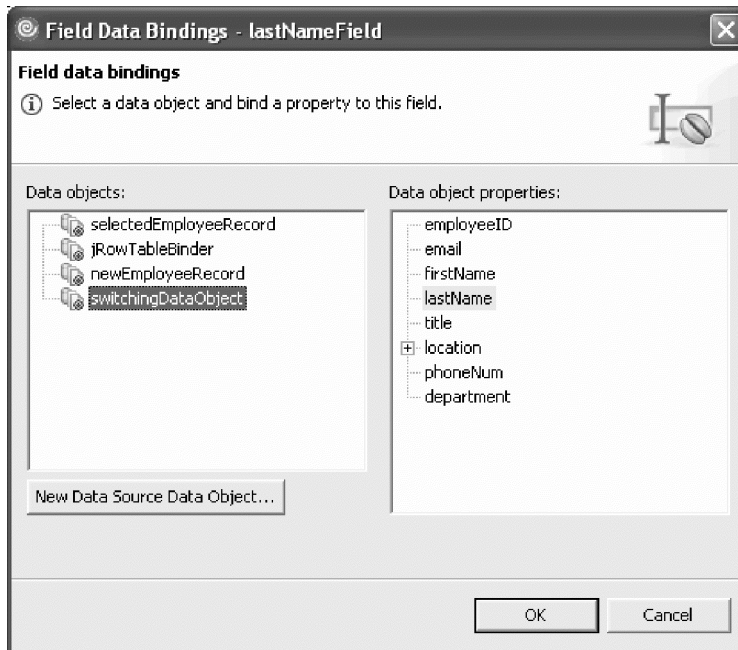 Field Data Bindings - lastNameField
Field data bindings
Select a data object and bind a property to this field.
Data objects:
selectedEmployeeRecord
jRowTableBinder
newEmployeeRecord
switchingDataObject
New Data Source Data Object...
Data object properties:
employeeID
email
firstName
lastName
title
location
phoneNum
department
OK
Cancel